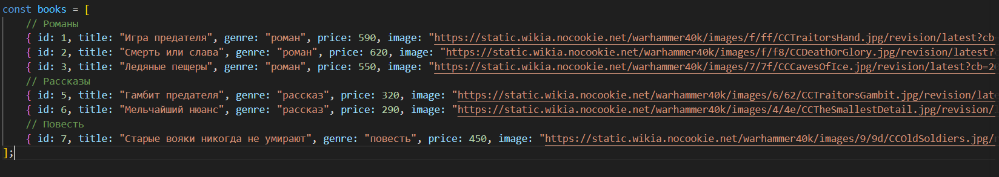 const books = [
// Романы
{ id: 1, title: "Игра предателя", genre: "роман", price: 590, image: "https://static.wikia.nocookie.net/warhammer40k/images/f/ff/CCTraitorsHand.jpg/revision/latest?cb=
{ id: 2, title: "Смерть или слава", genre: "роман", price: 620, image: "https://static.wikia.nocookie.net/warhammer40k/images/f/f8/CCDeathOrGlory.jpg/revision/latest?
{ id: 3, title: "Ледяные пещеры", genre: "роман", price: 550, image: "https://static.wikia.nocookie.net/warhammer40k/images/7/7f/CCCavesOfIce.jpg/revision/latest?cb=20
// Рассказы
{ id: 5, title: "Гамбит предателя", genre: "рассказ", price: 320, image: "https://static.wikia.nocookie.net/warhammer40k/images/6/62/CCTraitorsGambit.jpg/revision/lat
{ id: 6, title: "Мельчайший нюанс", genre: "рассказ", price: 290, image: "https://static.wikia.nocookie.net/warhammer40k/images/4/4e/CCTheSmallestDetail.jpg/revision/
// Повесть
{ id: 7, title: "Старые вояки никогда не умирают", genre: "повесть", price: 450, image: "https://static.wikia.nocookie.net/warhammer40k/images/9/9d/CCOldSoldiers.jpg/
];